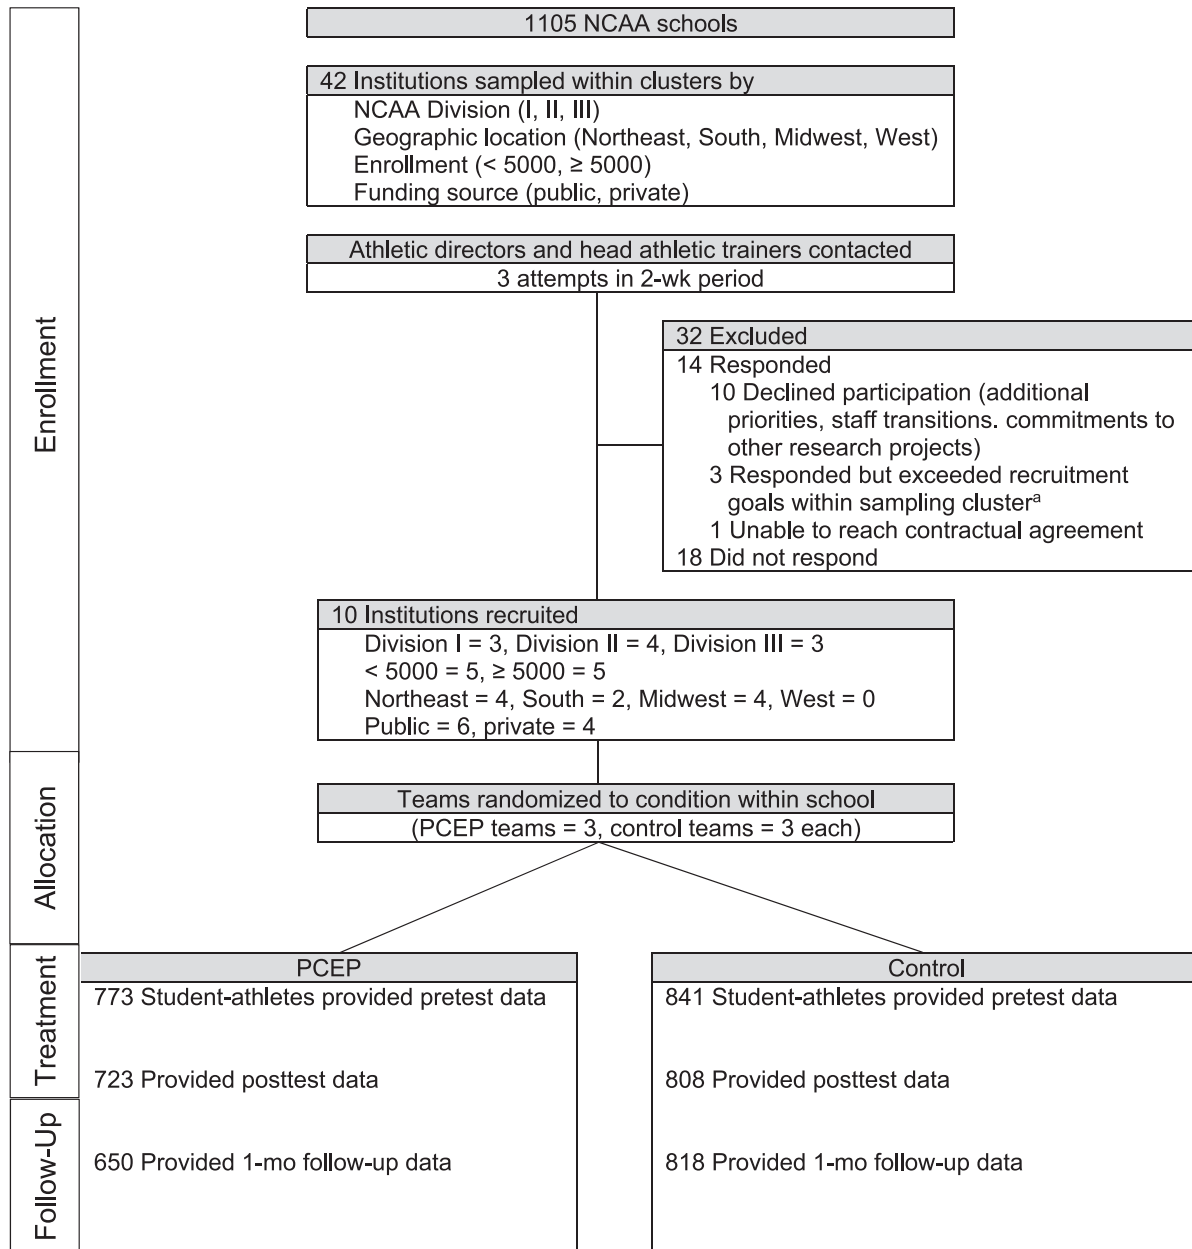 1105 NCAA schools
42 Institutions sampled within clusters by
NCAA Division (I, II, III)
Geographic location (Northeast, South, Midwest, West)
Enrollment (< 5000, ≥ 5000)
Funding source (public, private)
Athletic directors and head athletic trainers contacted
3 attempts in 2-wk period
Enrollment
32 Excluded
14 Responded
10 Declined participation (additional
priorities, staff transitions. commitments to
other research projects)
3 Responded but exceeded recruitment
goals within sampling clusterᵃ
1 Unable to reach contractual agreement
18 Did not respond
10 Institutions recruited
Division I = 3, Division II = 4, Division III = 3
< 5000 = 5, ≥ 5000 = 5
Northeast = 4, South = 2, Midwest = 4, West = 0
Public = 6, private = 4
Allocation
Teams randomized to condition within school
(PCEP teams = 3, control teams = 3 each)
Treatment
PCEP
773 Student-athletes provided pretest data
723 Provided posttest data
Control
841 Student-athletes provided pretest data
808 Provided posttest data
Follow-Up
650 Provided 1-mo follow-up data
818 Provided 1-mo follow-up data